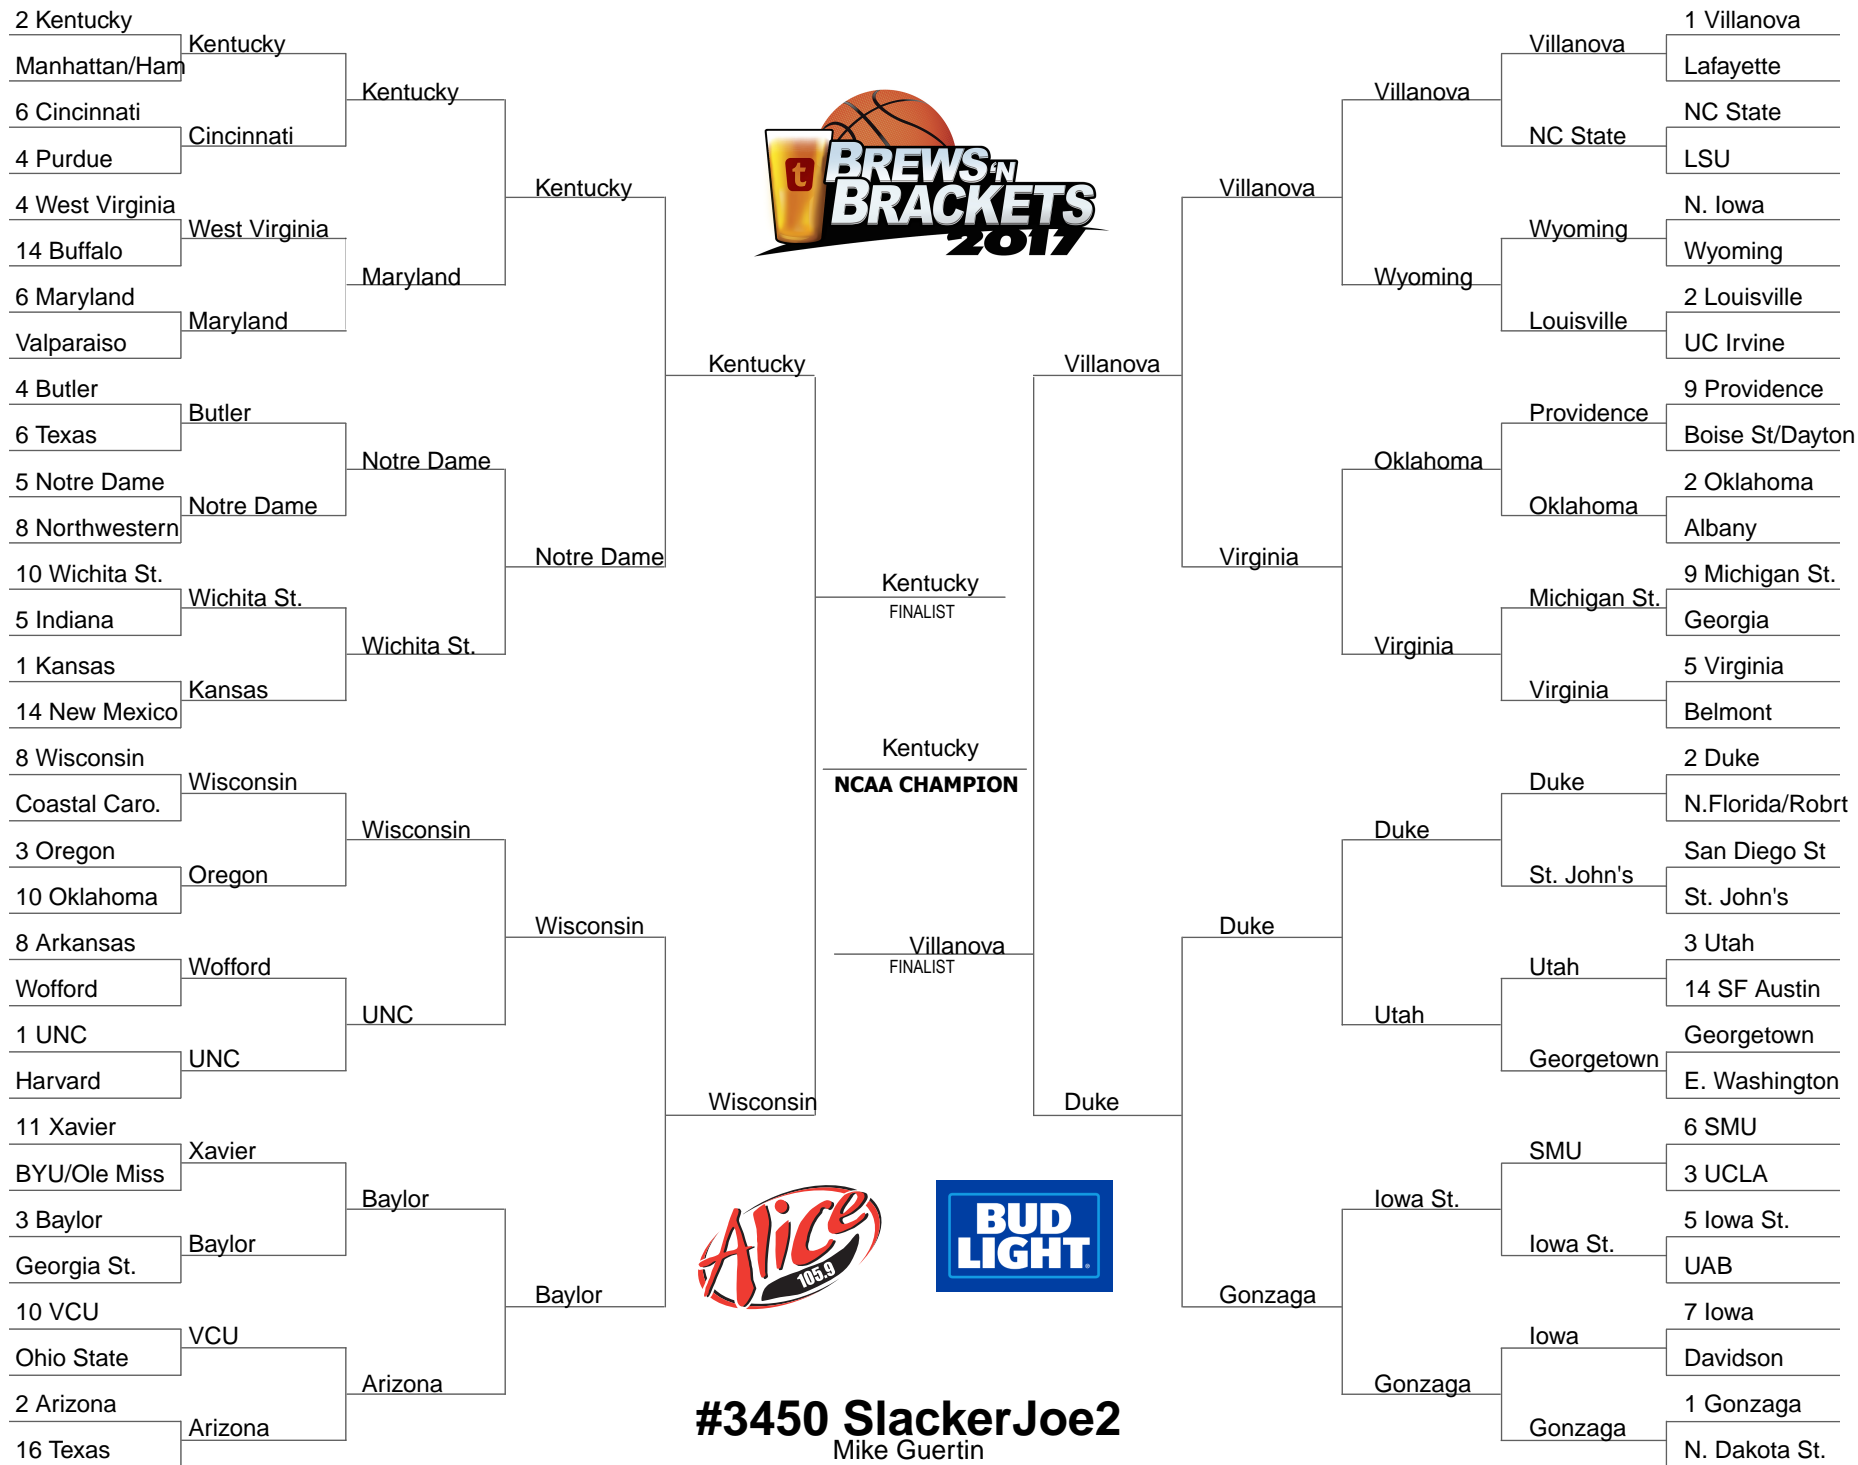 2 Kentucky
Manhattan/Ham
6 Cincinnati
4 Purdue
4 West Virginia
14 Buffalo
6 Maryland
Valparaiso
4 Butler
6 Texas
5 Notre Dame
8 Northwestern
10 Wichita St.
5 Indiana
1 Kansas
14 New Mexico
8 Wisconsin
Coastal Caro.
3 Oregon
10 Oklahoma
8 Arkansas
Wofford
1 UNC
Harvard
11 Xavier
BYU/Ole Miss
3 Baylor
Georgia St.
10 VCU
Ohio State
2 Arizona
16 Texas
Kentucky
Cincinnati
West Virginia
Maryland
Butler
Notre Dame
Wichita St.
Kansas
Wisconsin
Oregon
Wofford
UNC
Xavier
Baylor
VCU
Arizona
Kentucky
Maryland
Notre Dame
Wichita St.
Wisconsin
UNC
Baylor
Arizona
Kentucky
Notre Dame
Wisconsin
Baylor
Kentucky
Wisconsin
t
BREWS 'N
BRACKETS
2017
Kentucky
FINALIST
Kentucky
NCAA CHAMPION
Villanova
FINALIST
Alice
105.9
BUD
LIGHT
#3450 SlackerJoe2
Mike Guertin
Villanova
Duke
Villanova
Virginia
Duke
Gonzaga
Villanova
Wyoming
Oklahoma
Virginia
Duke
Utah
Iowa St.
Gonzaga
Villanova
NC State
Wyoming
Louisville
Providence
Oklahoma
Michigan St.
Virginia
Duke
St. John's
Utah
Georgetown
SMU
Iowa St.
Iowa
Gonzaga
1 Villanova
Lafayette
NC State
LSU
N. Iowa
Wyoming
2 Louisville
UC Irvine
9 Providence
Boise St/Dayton
2 Oklahoma
Albany
9 Michigan St.
Georgia
5 Virginia
Belmont
2 Duke
N.Florida/Robrt
San Diego St
St. John's
3 Utah
14 SF Austin
Georgetown
E. Washington
6 SMU
3 UCLA
5 Iowa St.
UAB
7 Iowa
Davidson
1 Gonzaga
N. Dakota St.